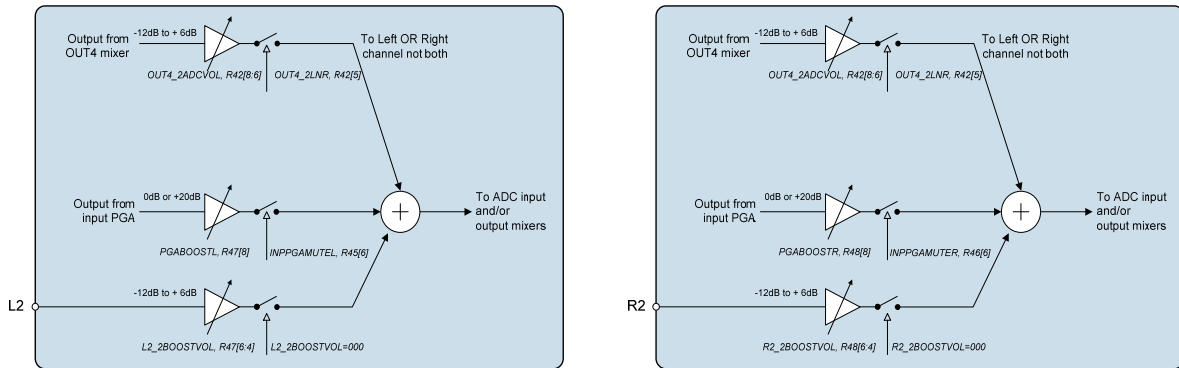 Output from
OUT4 mixer
-12dB to + 6dB
To Left OR Right
channel not both
OUT4_2ADCVOL, R42[8:6]
OUT4_2LNR, R42[5]
Output from
input PGA
0dB or +20dB
To ADC input
and/or
output mixers
PGABOOSTL, R47[8]
INPPGAMUTEL, R45[6]
L2
-12dB to + 6dB
L2_2BOOSTVOL, R47[6:4]
L2_2BOOSTVOL=000
Output from
OUT4 mixer
-12dB to + 6dB
To Left OR Right
channel not both
OUT4_2ADCVOL, R42[8:6]
OUT4_2LNR, R42[5]
Output from
input PGA
0dB or +20dB
To ADC input
and/or
output mixers
PGABOOSTR, R48[8]
INPPGAMUTER, R46[6]
R2
-12dB to + 6dB
R2_2BOOSTVOL, R48[6:4]
R2_2BOOSTVOL=000